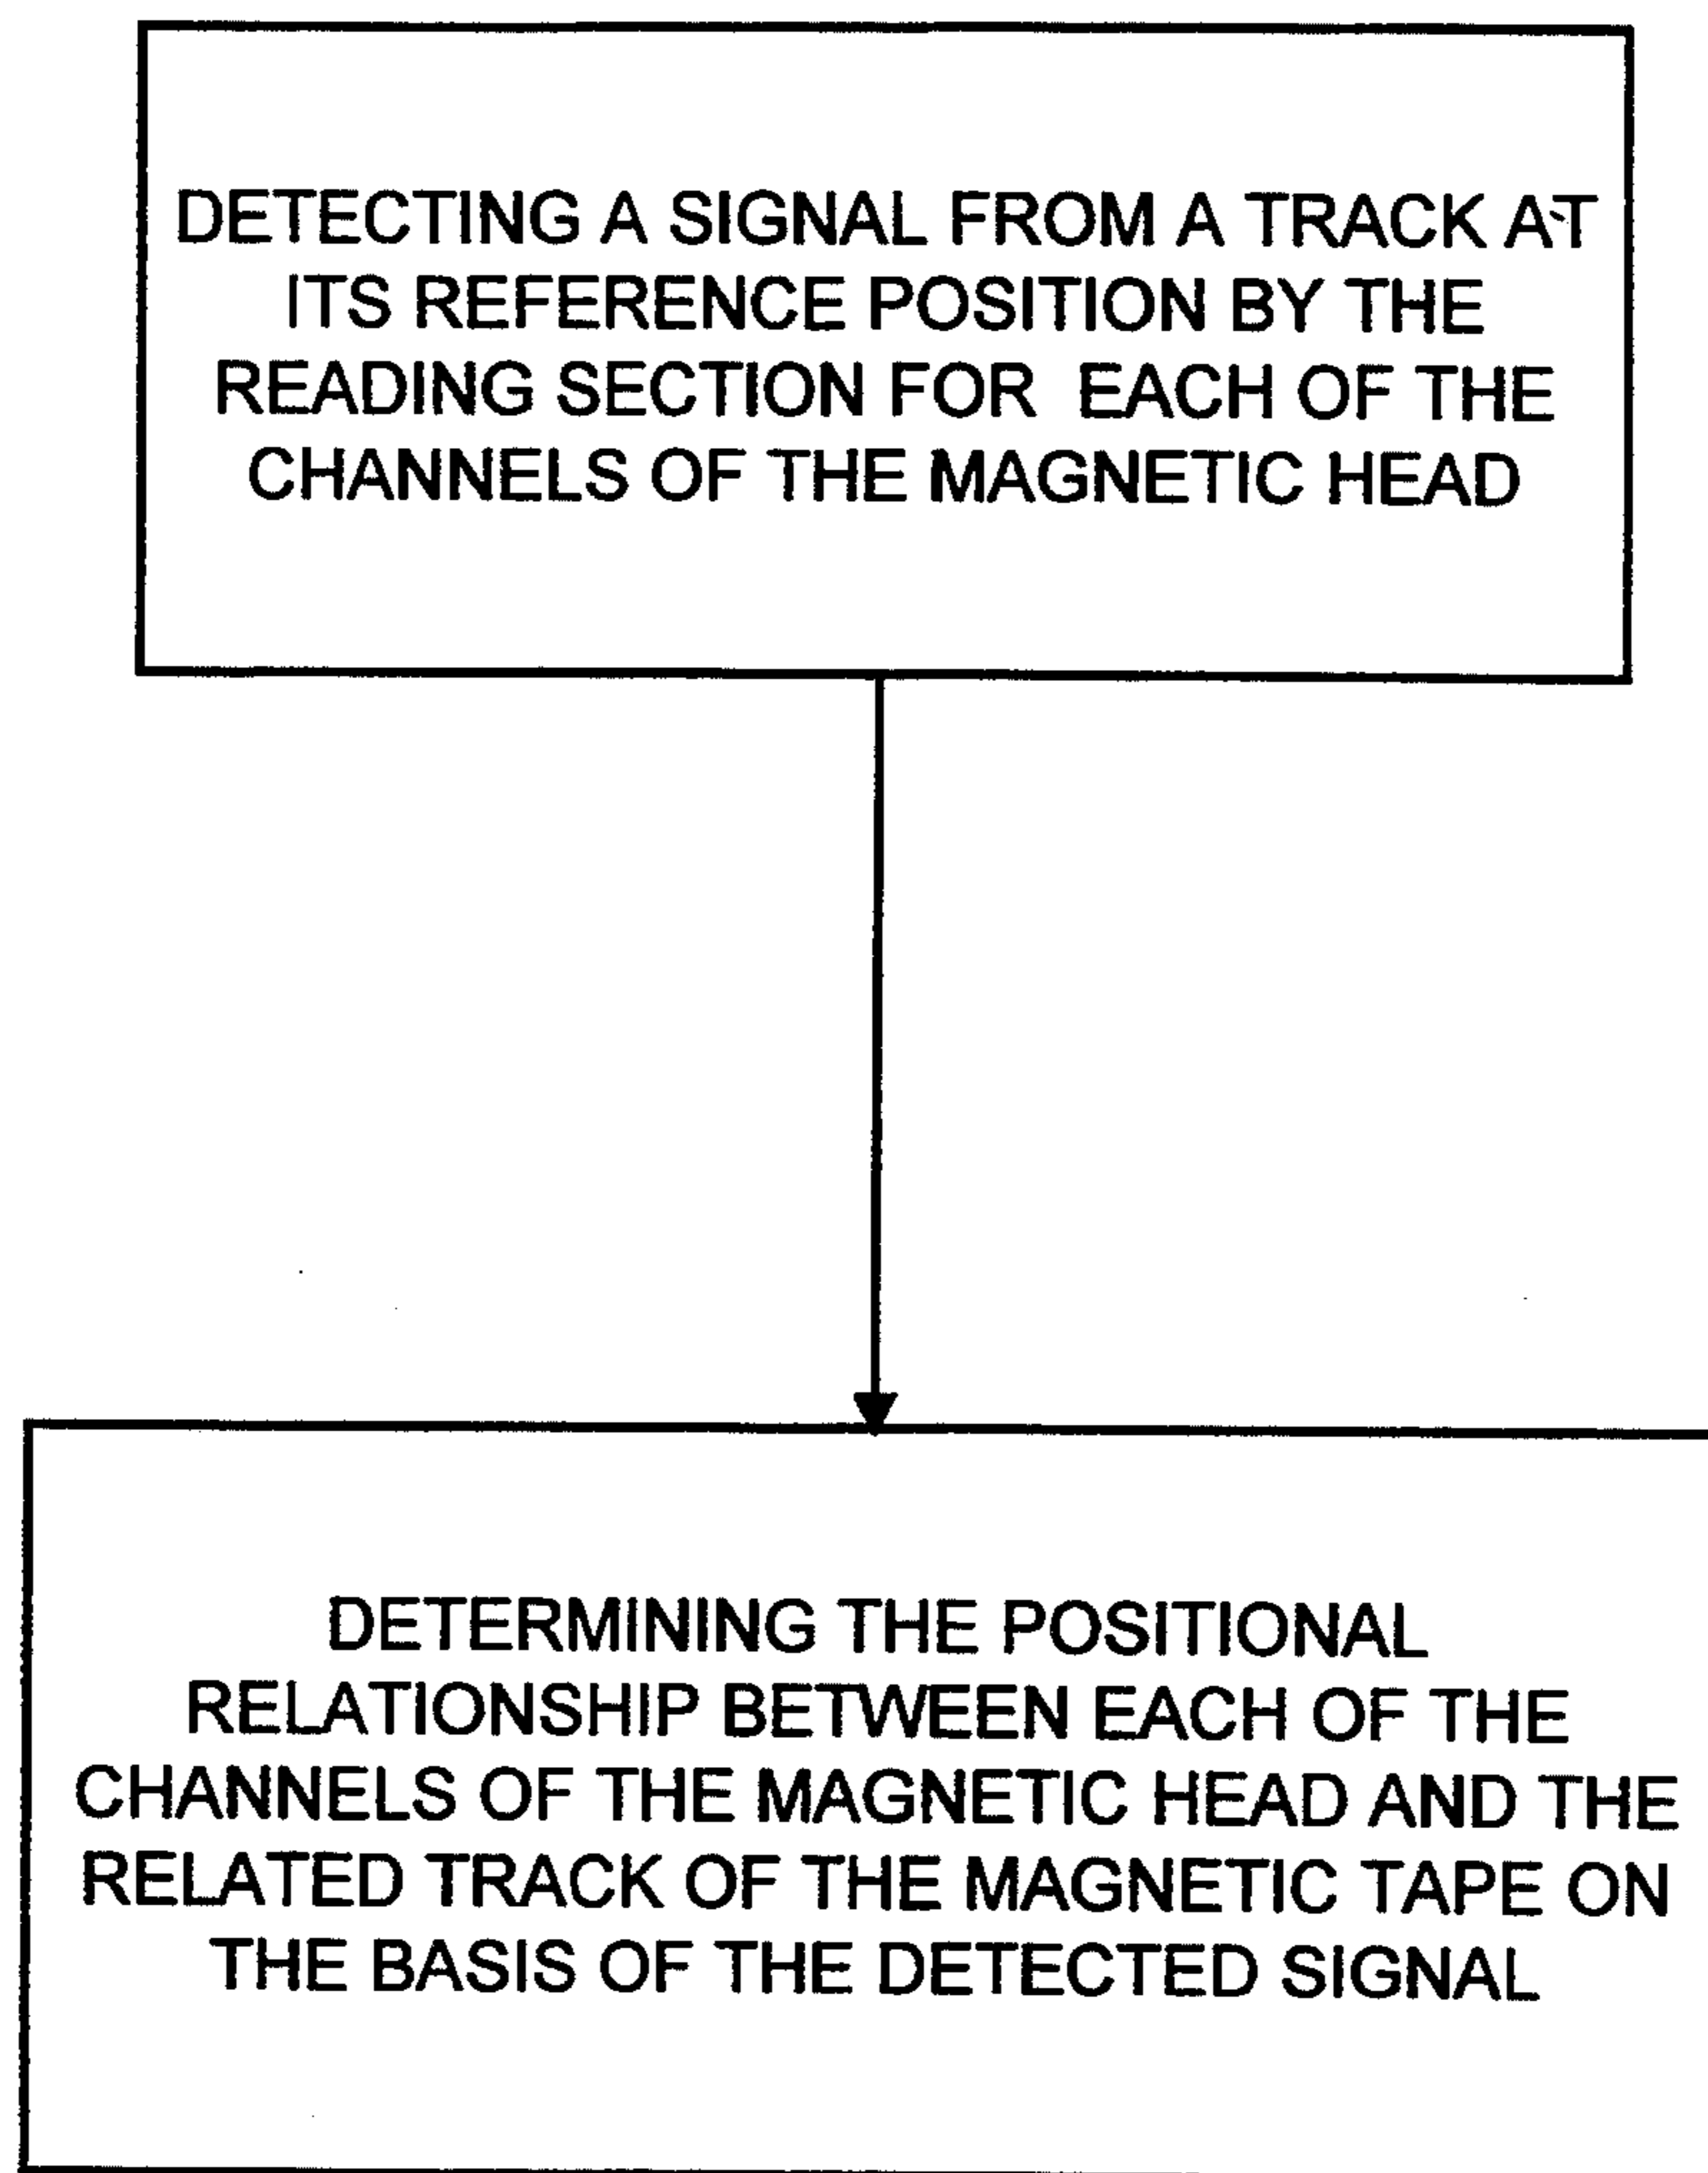 DETECTING A SIGNAL FROM A TRACK AT
ITS REFERENCE POSITION BY THE
READING SECTION FOR EACH OF THE
CHANNELS OF THE MAGNETIC HEAD
DETERMINING THE POSITIONAL
RELATIONSHIP BETWEEN EACH OF THE
CHANNELS OF THE MAGNETIC HEAD AND THE
RELATED TRACK OF THE MAGNETIC TAPE ON
THE BASIS OF THE DETECTED SIGNAL